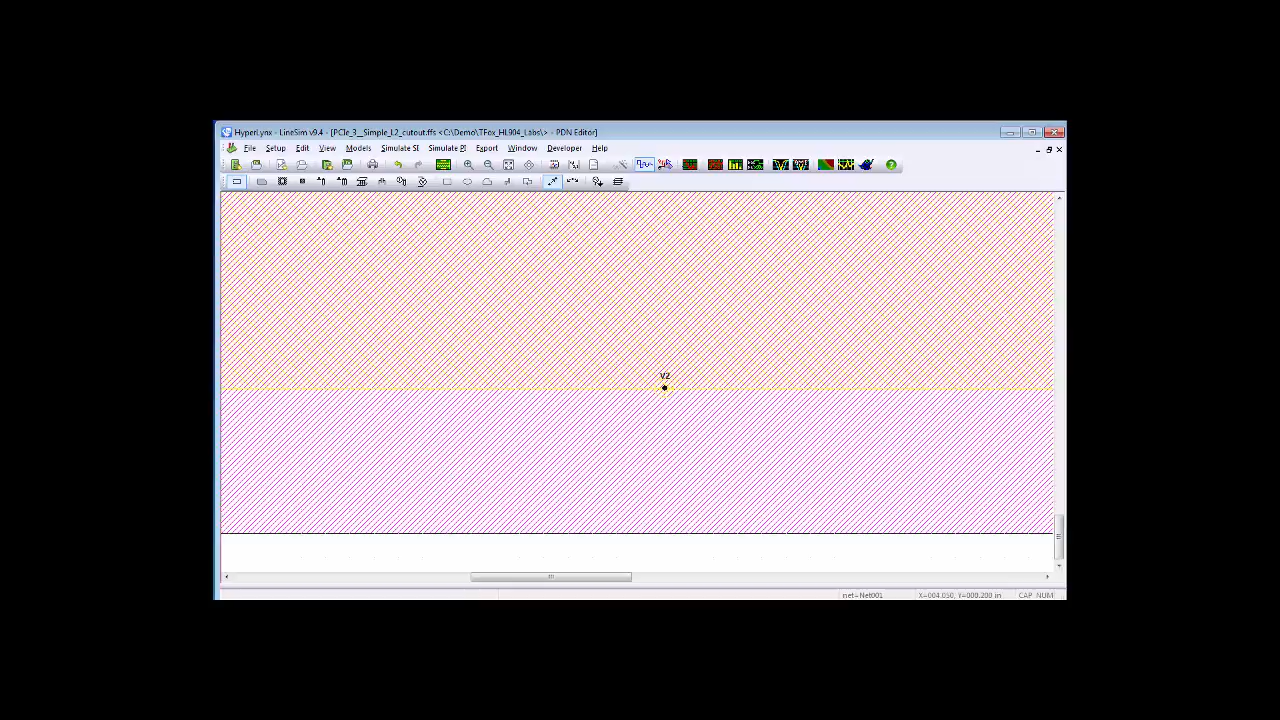 HyperLynx - LineSim v9.4 - [PCIe_3__Simple_L2_cutout.ffs <C:\Demo\TFox_HL904_Labs\> - PDN Editor]
File Setup Edit View Models Simulate SI Simulate PI Export Window Developer Help
V2
net=Net001 X=004.050, Y=000.200 in CAP NUM